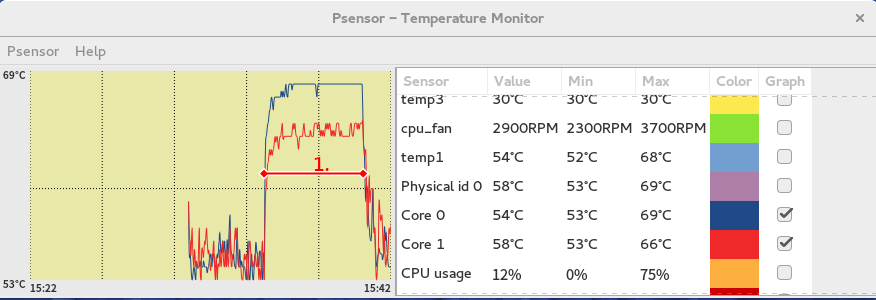 Psensor – Temperature Monitor
Psensor Help
69°C
1.
53°C 15:22 15:42
Sensor Value Min Max Color Graph
temp3 30°C 30°C 30°C
cpu_fan 2900RPM 2300RPM 3700RPM
temp1 54°C 52°C 68°C
Physical id 0 58°C 53°C 69°C
Core 0 54°C 53°C 69°C
Core 1 58°C 53°C 66°C
CPU usage 12% 0% 75%